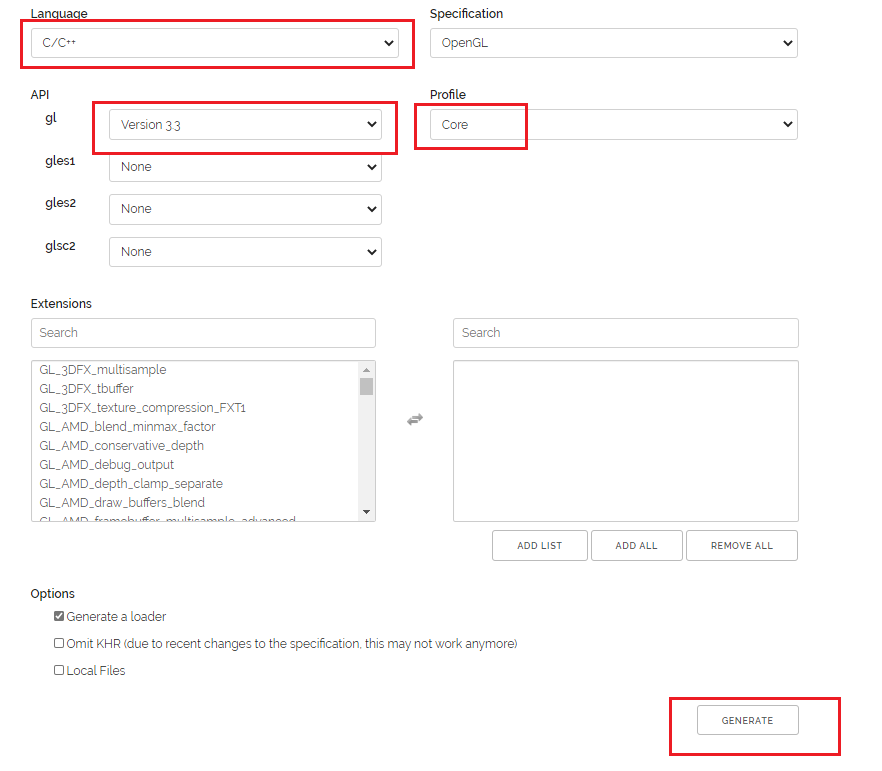 Language Specification
C/C++ OpenGL
API Profile
gl Version 3.3 Core
gles1 None
gles2 None
glsc2 None
Extensions
Search Search
GL_3DFX_multisample
GL_3DFX_tbuffer
GL_3DFX_texture_compression_FXT1
GL_AMD_blend_minmax_factor
GL_AMD_conservative_depth
GL_AMD_debug_output
GL_AMD_depth_clamp_separate
GL_AMD_draw_buffers_blend
GL_AMD_framebuffer_multisample_advanced
ADD LIST ADD ALL REMOVE ALL
Options
Generate a loader
Omit KHR (due to recent changes to the specification, this may not work anymore)
Local Files
GENERATE